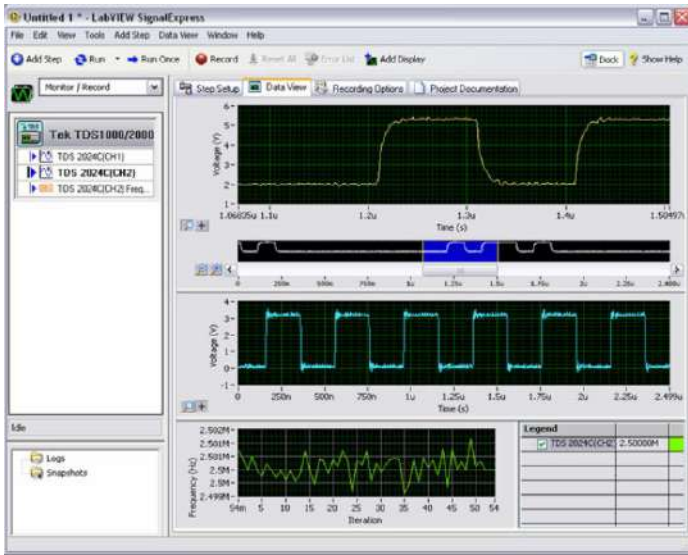 Untitled 1 * - LabVIEW SignalExpress
File Edit View Tools Add Step Data View Window Help
Add Step Run Run Once Record Reset All Error List Add Display Dock Show Help
Monitor / Record
Step Setup Data View Recording Options Project Documentation
Tek TDS1000/2000
TDS 2024C(CH1)
TDS 2024C(CH2)
TDS 2024C(CH2) Freq...
6
5
4
3
2
1
Voltage (V)
1.06835u 1.1u 1.2u 1.3u 1.4u 1.50497u
Time (s)
0 250n 500n 750n 1u 1.25u 1.5u 1.75u 2u 2.25u
4
3
2
1
0
-1
Voltage (V)
0 250n 500n 750n 1u 1.25u 1.5u 1.75u 2u 2.25u 2.499u
Time (s)
Idle
Logs
Snapshots
2.502M
2.501M
2.501M
2.5M
2.5M
2.499M
Frequency (Hz)
54m 5 10 15 20 25 30 35 40 45 50 54
Iteration
Legend
TDS 2024C(CH2) 2.50000M